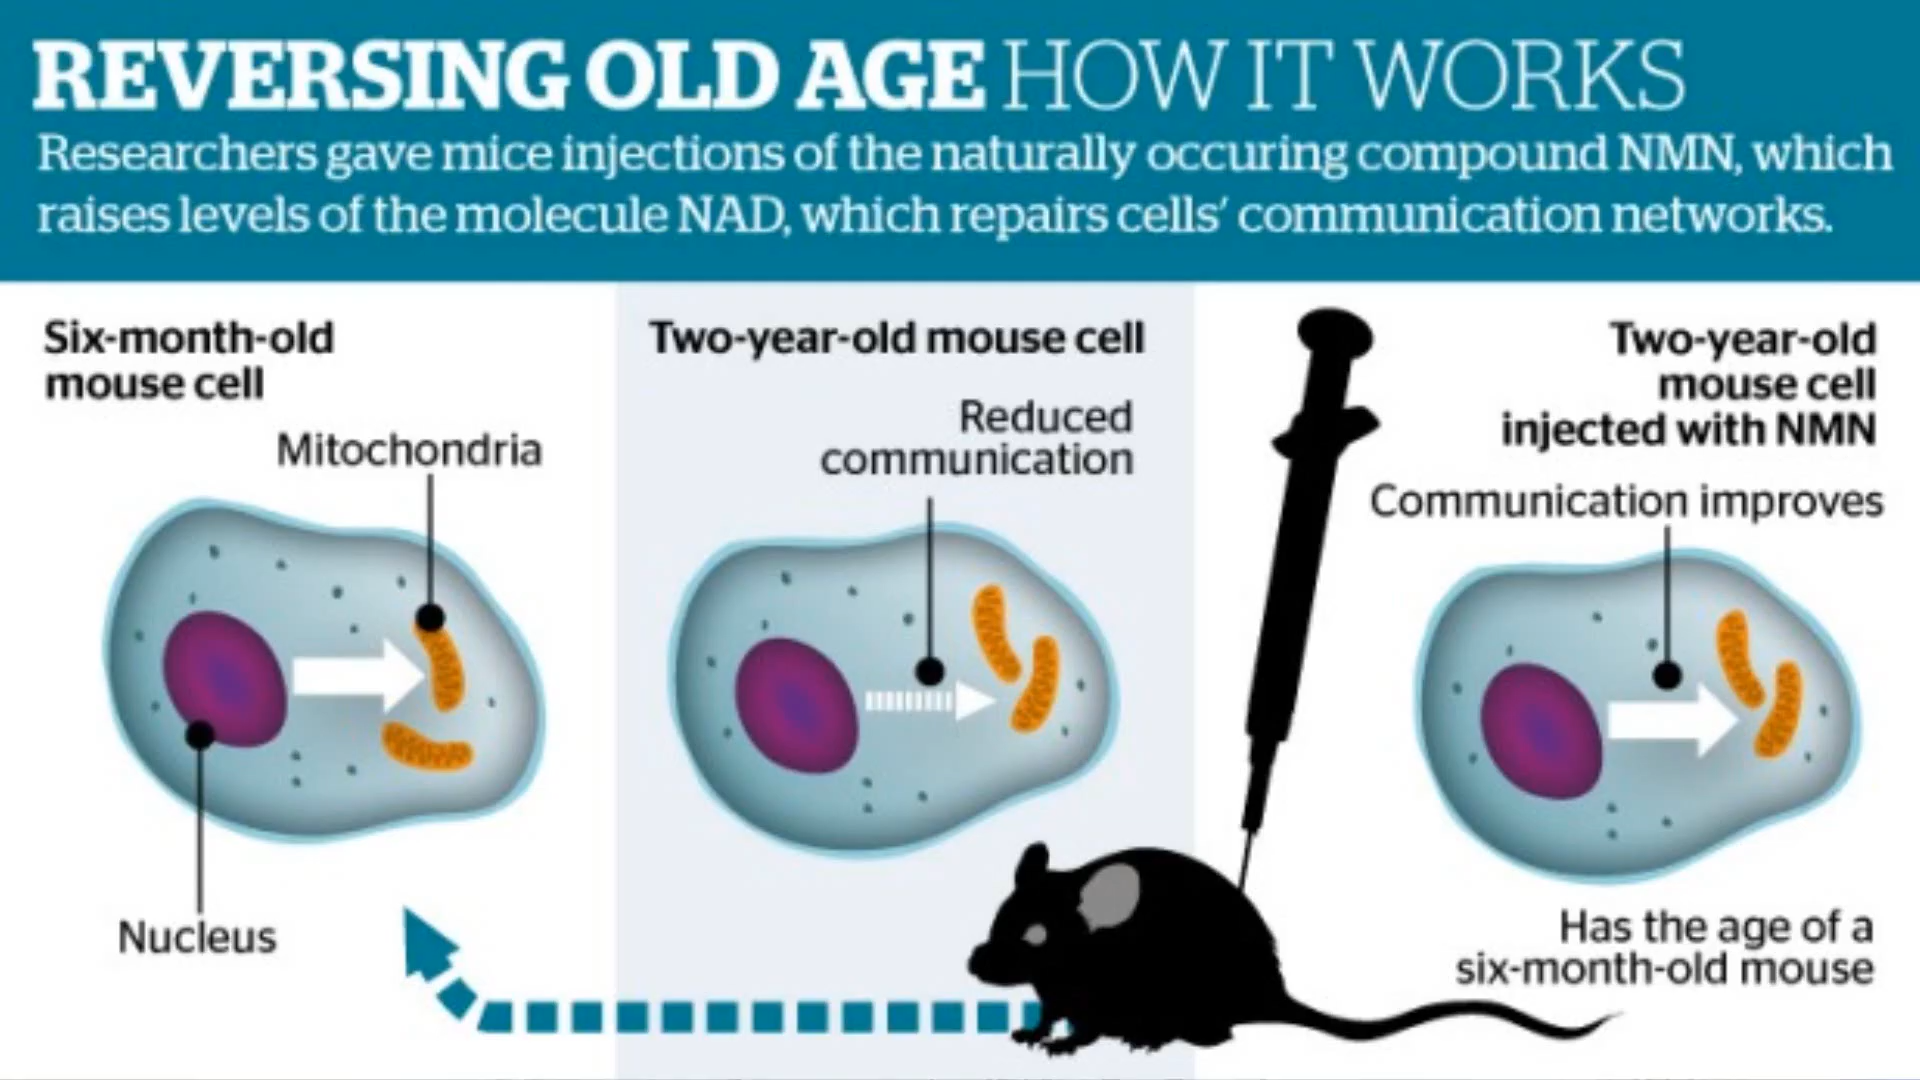 REVERSING OLD AGE HOW IT WORKS
Researchers gave mice injections of the naturally occuring compound NMN, which
raises levels of the molecule NAD, which repairs cells' communication networks.
Six-month-old
mouse cell
Mitochondria
Nucleus
Two-year-old mouse cell
Reduced
communication
Two-year-old
mouse cell
injected with NMN
Communication improves
Has the age of a
six-month-old mouse